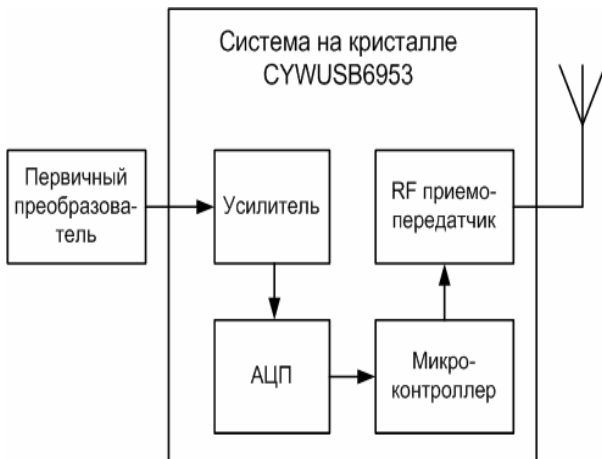 Система на кристалле
CYWUSB6953
Первичный
преобразова-
тель
Усилитель
RF приемо-
передатчик
АЦП
Микро-
контроллер